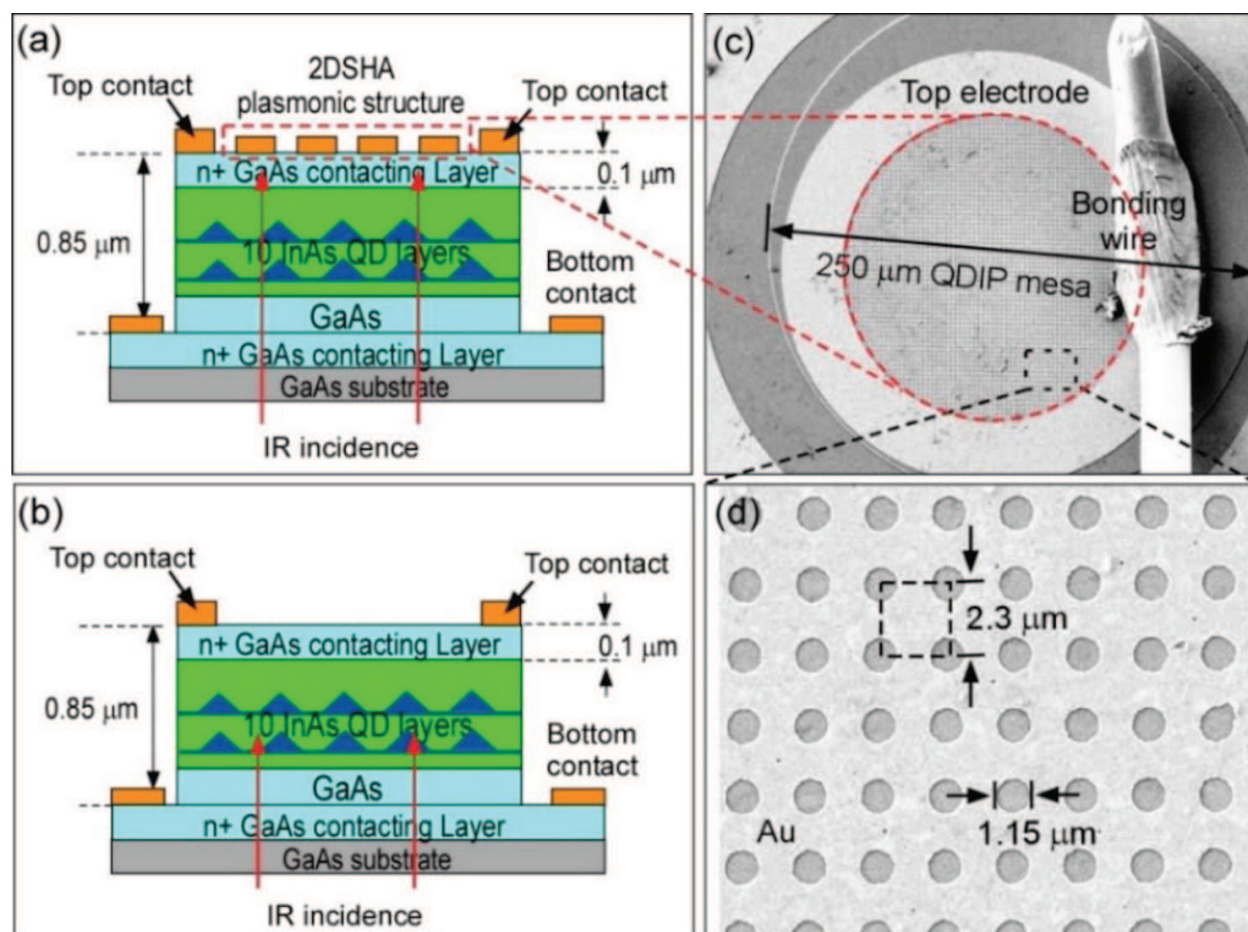 (a)
2DSHA
plasmonic structure
Top contact
Top contact
n+ GaAs contacting Layer
0.1 μm
0.85 μm
10 InAs QD layers
Bottom
contact
GaAs
n+ GaAs contacting Layer
GaAs substrate
IR incidence
(b)
Top contact
Top contact
n+ GaAs contacting Layer
0.1 μm
0.85 μm
10 InAs QD layers
Bottom
contact
GaAs
n+ GaAs contacting Layer
GaAs substrate
IR incidence
(c)
Top electrode
Bonding
wire
250 μm QDIP mesa
(d)
2.3 μm
Au
1.15 μm